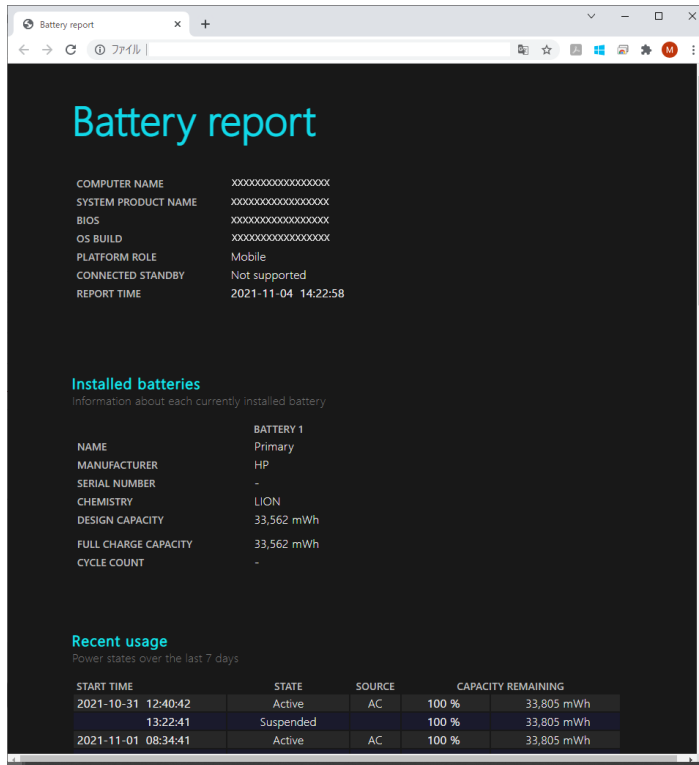 Battery report
ファイル
M
Battery report
COMPUTER NAME XXXXXXXXXXXXXXXXX
SYSTEM PRODUCT NAME XXXXXXXXXXXXXXXXX
BIOS XXXXXXXXXXXXXXXXX
OS BUILD XXXXXXXXXXXXXXXXX
PLATFORM ROLE Mobile
CONNECTED STANDBY Not supported
REPORT TIME 2021-11-04 14:22:58
Installed batteries
Information about each currently installed battery
BATTERY 1
NAME Primary
MANUFACTURER HP
SERIAL NUMBER -
CHEMISTRY LION
DESIGN CAPACITY 33,562 mWh
FULL CHARGE CAPACITY 33,562 mWh
CYCLE COUNT -
Recent usage
Power states over the last 7 days
START TIME STATE SOURCE CAPACITY REMAINING
2021-10-31 12:40:42 Active AC 100 % 33,805 mWh
13:22:41 Suspended 100 % 33,805 mWh
2021-11-01 08:34:41 Active AC 100 % 33,805 mWh